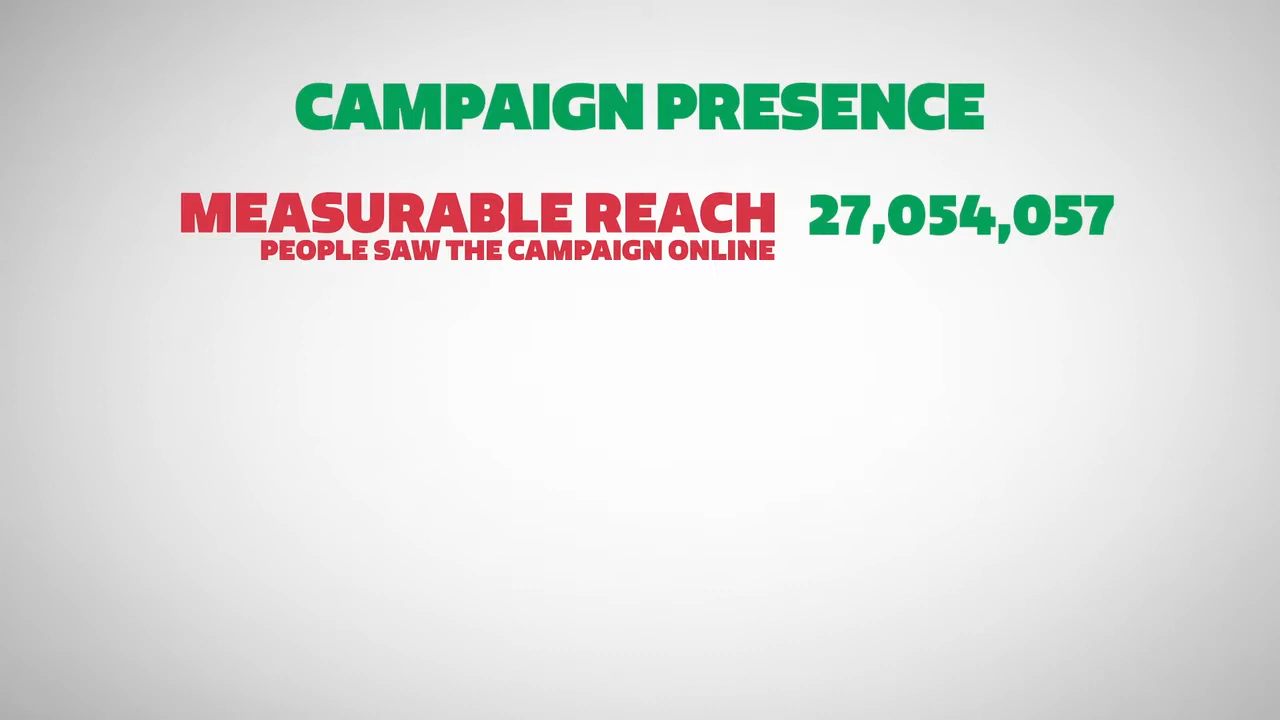 CAMPAIGN PRESENCE
MEASURABLE REACH 27,054,057
PEOPLE SAW THE CAMPAIGN ONLINE